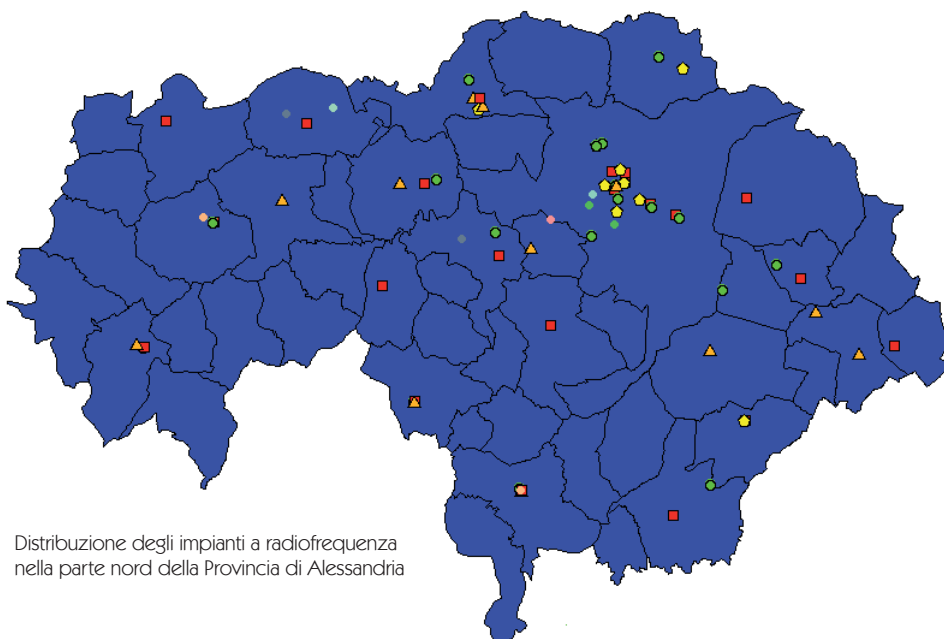 Distribuzione degli impianti a radiofrequenza
nella parte nord della Provincia di Alessandria